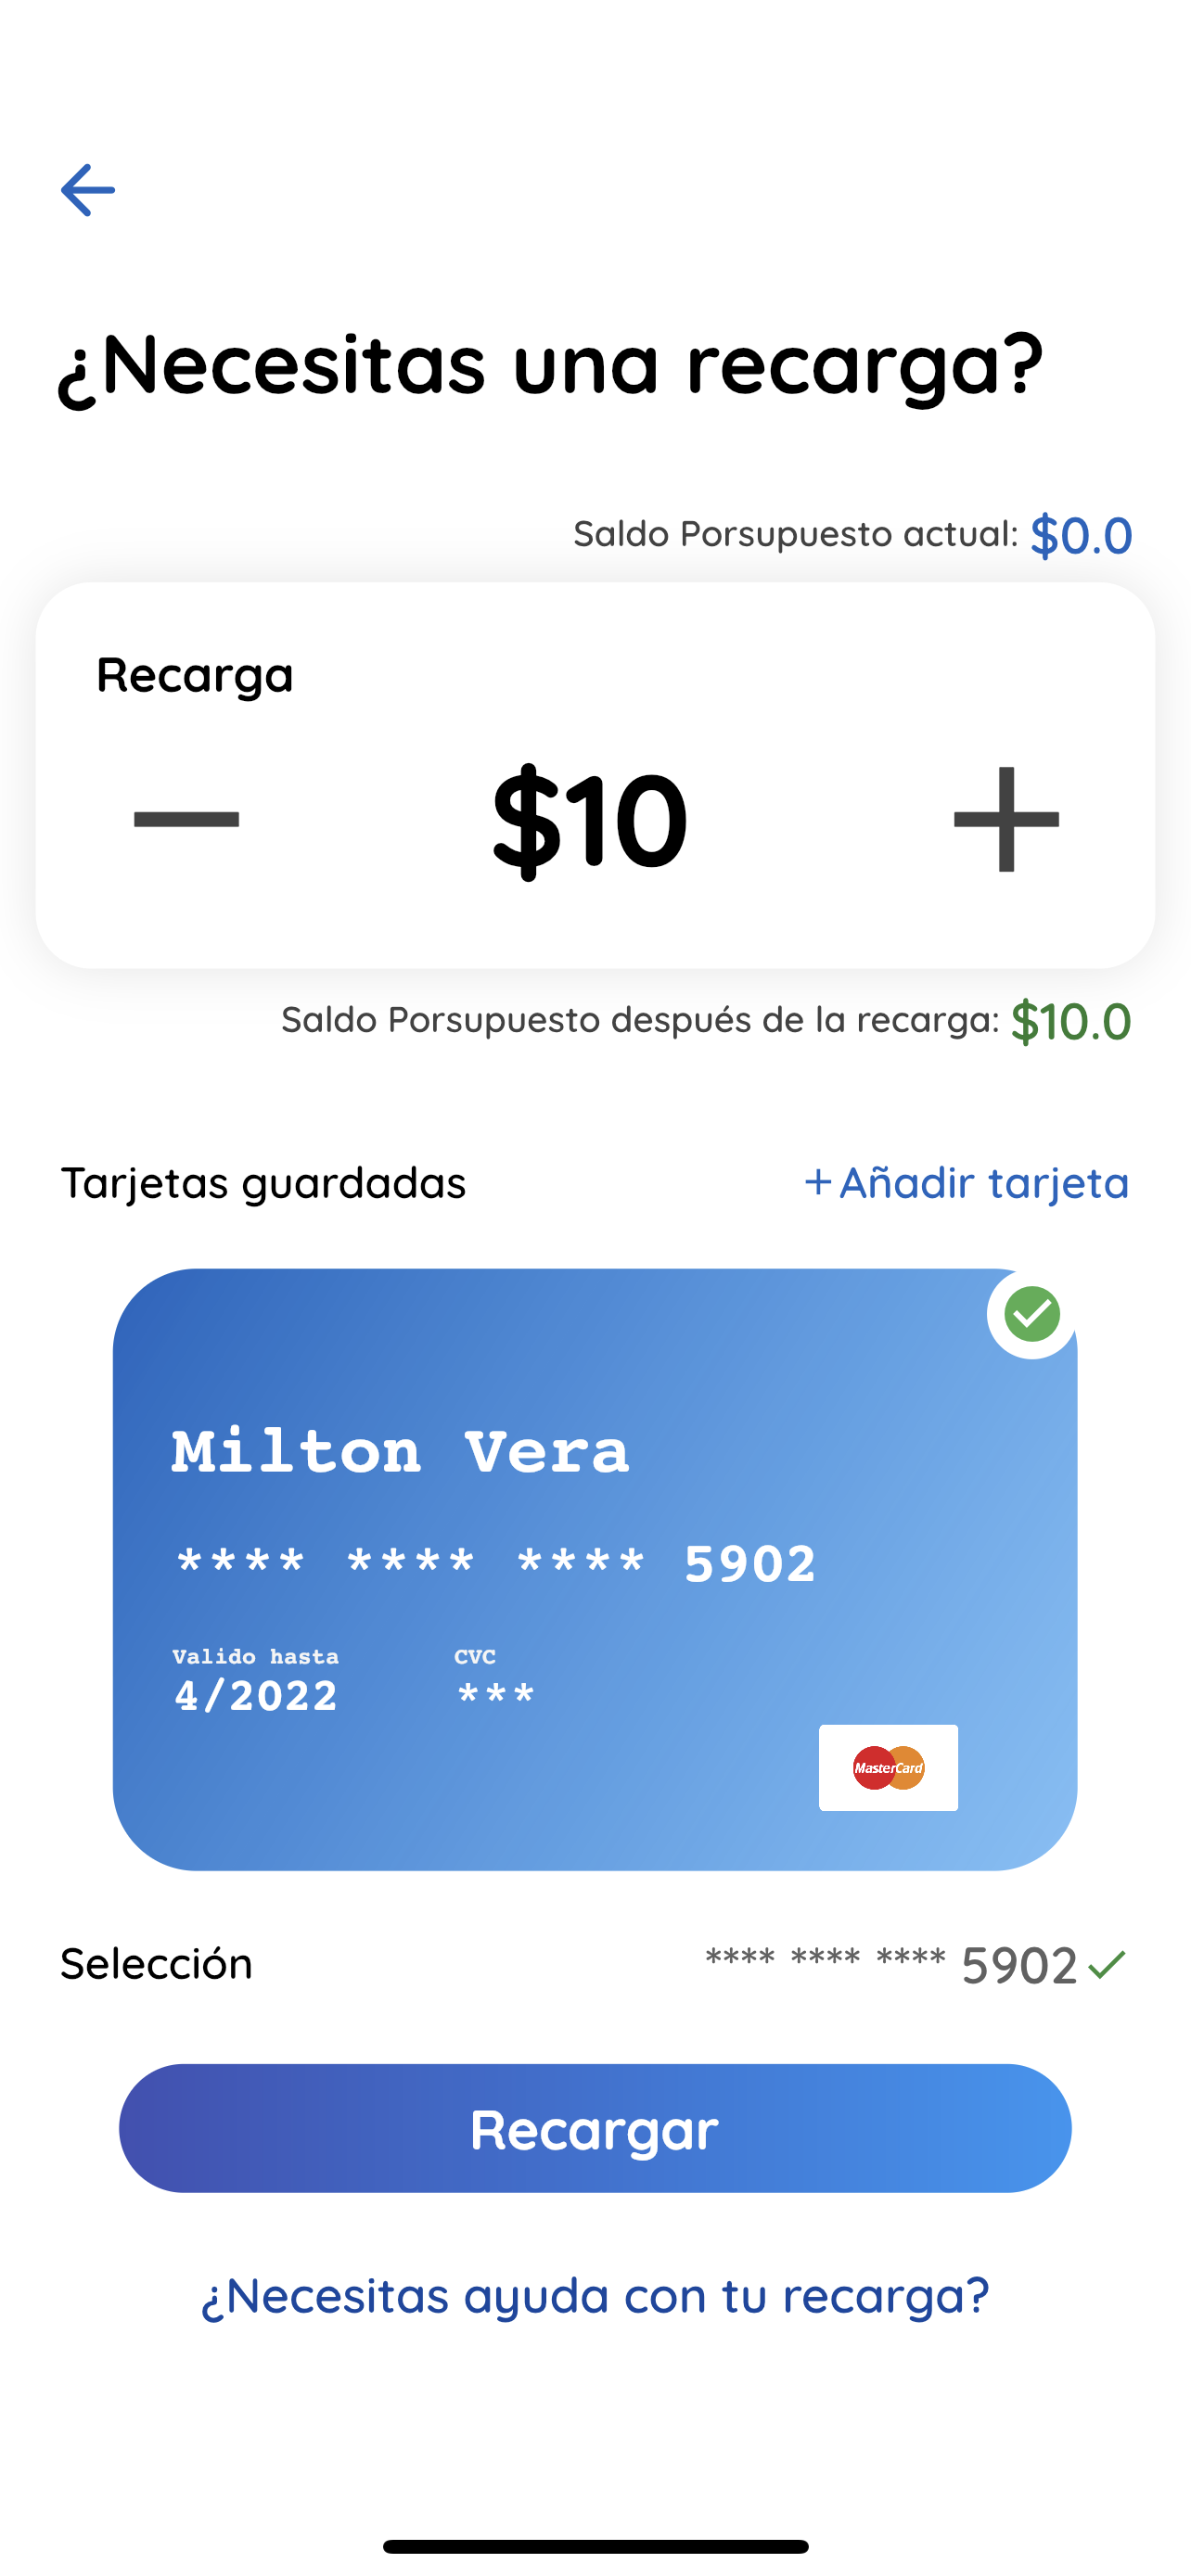 ¿Necesitas una recarga?
Saldo Porsupuesto actual: $0.0
Recarga
$10
Saldo Porsupuesto después de la recarga: $10.0
Tarjetas guardadas +Añadir tarjeta
Milton Vera
**** **** **** 5902
Valido hasta CVC
4/2022 ***
MasterCard
Selección **** **** **** 5902
Recargar
¿Necesitas ayuda con tu recarga?